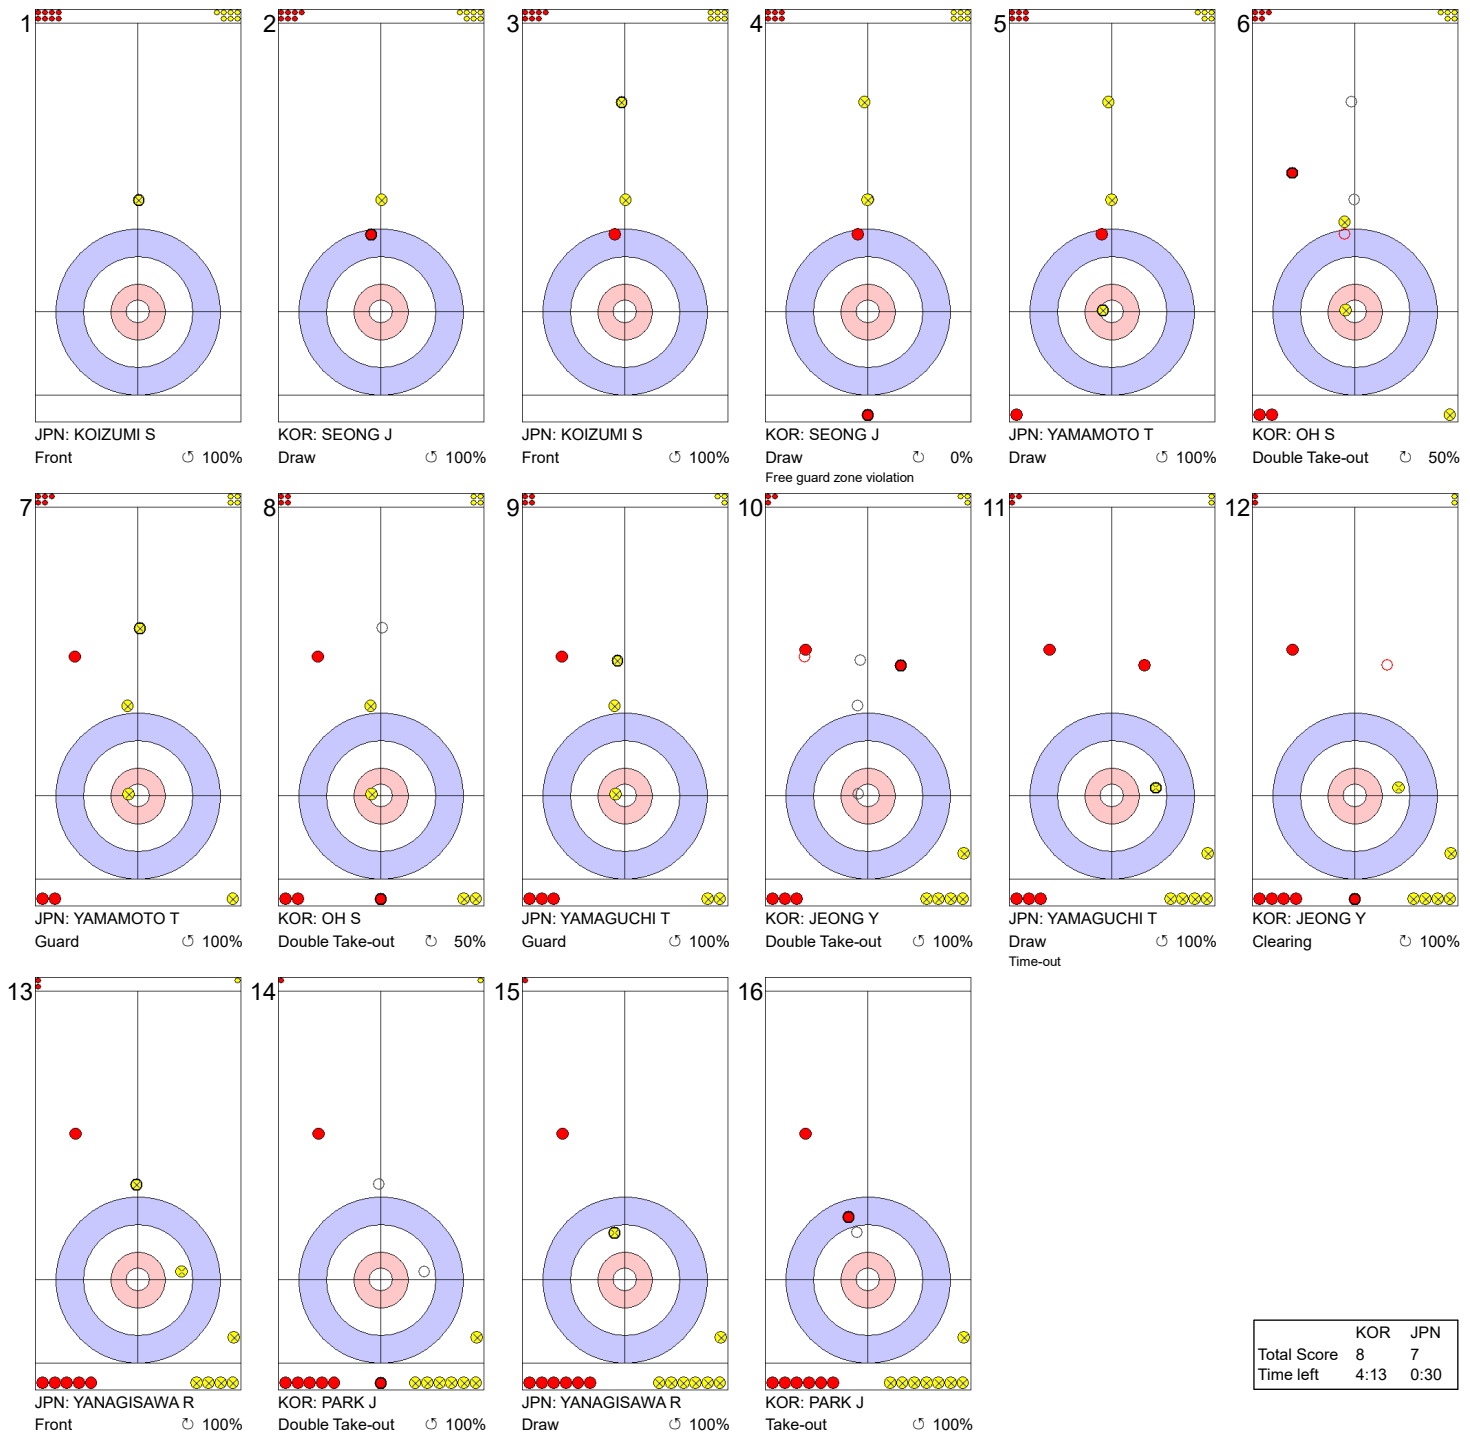 1
JPN: KOIZUMI S
Front ↺ 100%
2
KOR: SEONG J
Draw ↺ 100%
3
JPN: KOIZUMI S
Front ↺ 100%
4
KOR: SEONG J
Draw ↻ 0%
Free guard zone violation
5
JPN: YAMAMOTO T
Draw ↺ 100%
6
KOR: OH S
Double Take-out ↻ 50%
7
JPN: YAMAMOTO T
Guard ↺ 100%
8
KOR: OH S
Double Take-out ↻ 50%
9
JPN: YAMAGUCHI T
Guard ↺ 100%
10
KOR: JEONG Y
Double Take-out ↺ 100%
11
JPN: YAMAGUCHI T
Draw ↺ 100%
Time-out
12
KOR: JEONG Y
Clearing ↻ 100%
13
JPN: YANAGISAWA R
Front ↺ 100%
14
KOR: PARK J
Double Take-out ↺ 100%
15
JPN: YANAGISAWA R
Draw ↺ 100%
16
KOR: PARK J
Take-out ↺ 100%
KOR JPN
Total Score 8 7
Time left 4:13 0:30